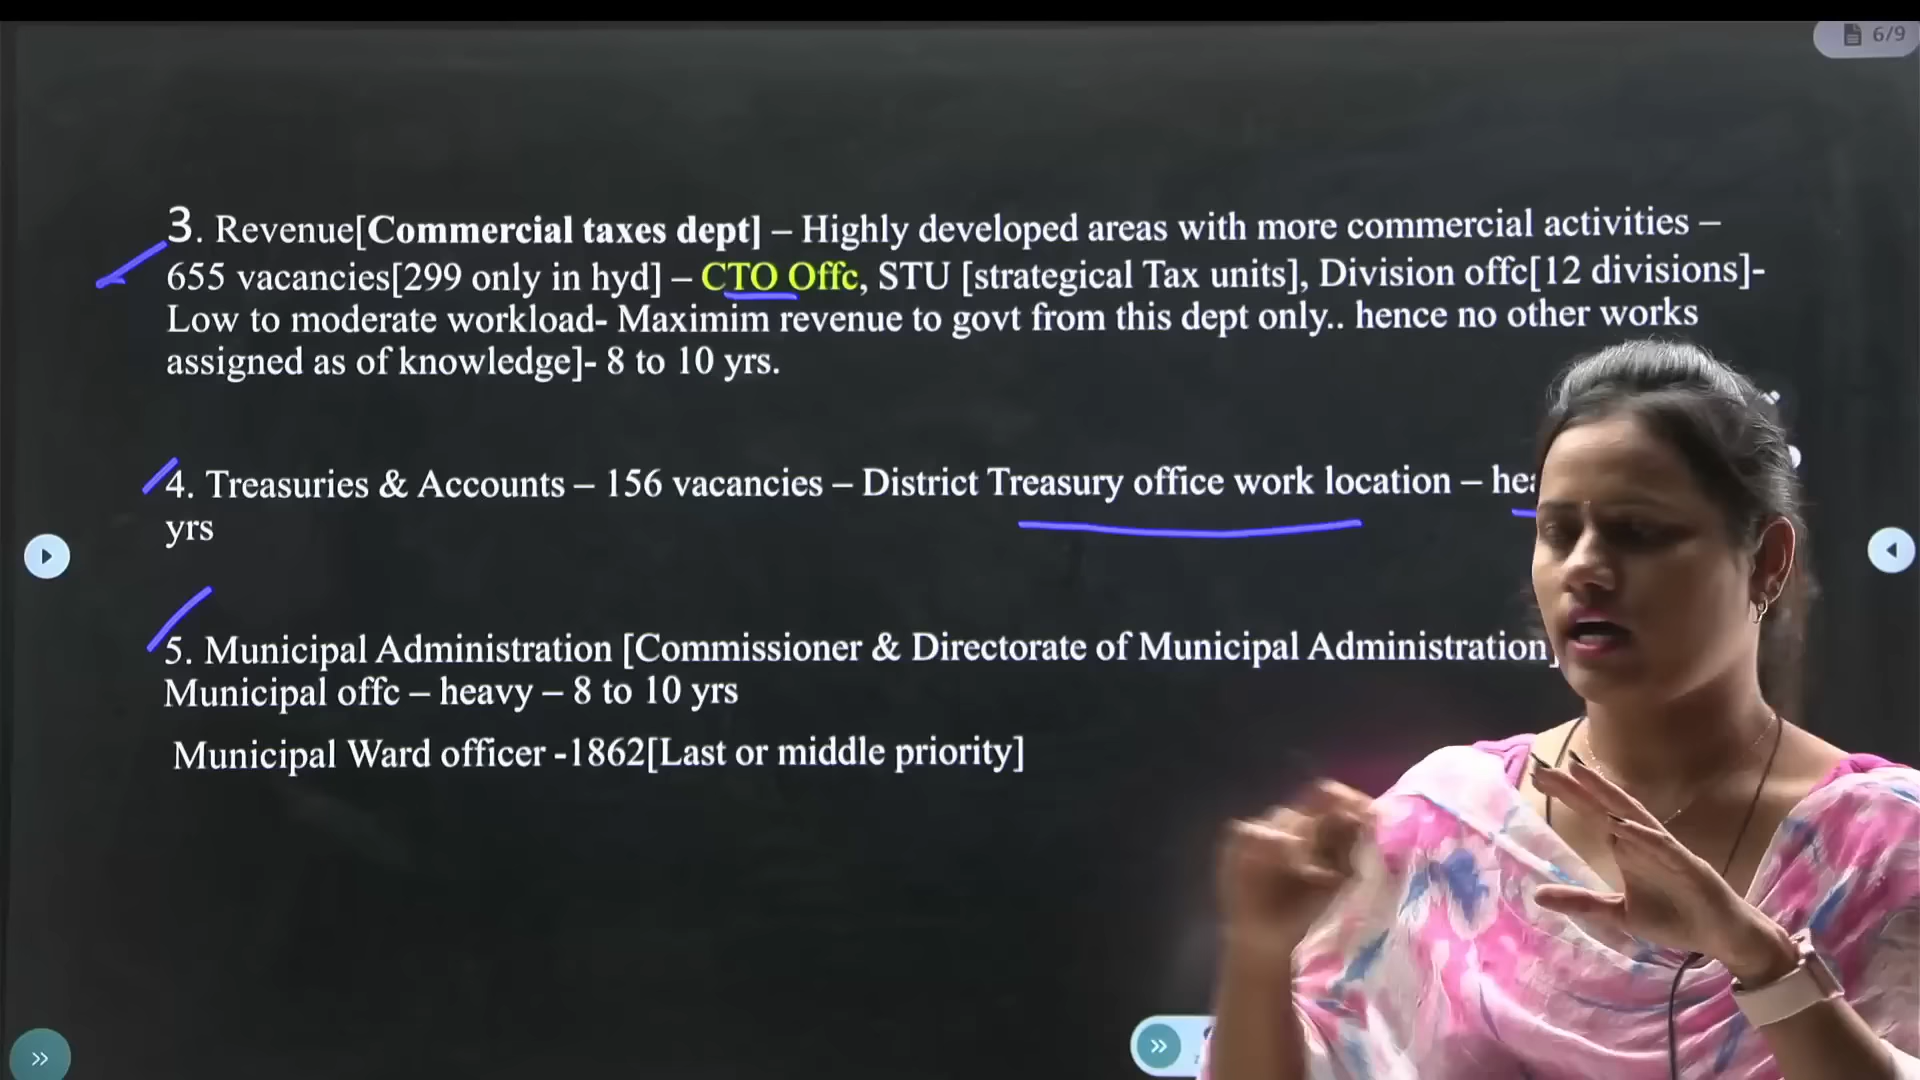 6/9
3. Revenue[Commercial taxes dept] – Highly developed areas with more commercial activities –
655 vacancies[299 only in hyd] – CTO Offc, STU [strategical Tax units], Division offc[12 divisions]-
Low to moderate workload- Maximim revenue to govt from this dept only.. hence no other works
assigned as of knowledge]- 8 to 10 yrs.
4. Treasuries & Accounts – 156 vacancies – District Treasury office work location –
yrs
5. Municipal Administration [Commissioner & Directorate of Municipal Administration]
Municipal offc – heavy – 8 to 10 yrs
Municipal Ward officer -1862[Last or middle priority]